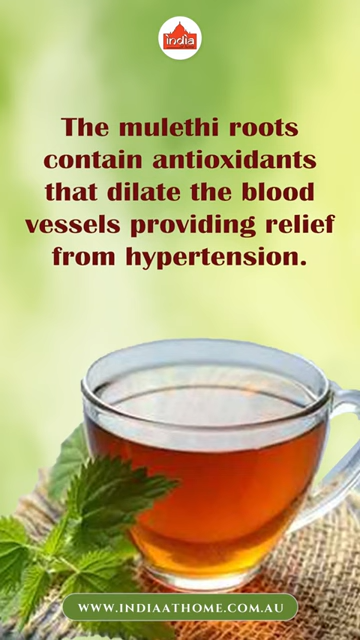 india
The mulethi roots
contain antioxidants
that dilate the blood
vessels providing relief
from hypertension.
WWW.INDIAATHOME.COM.AU